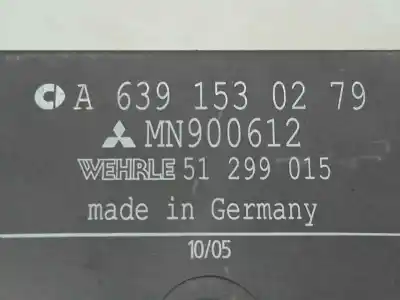 A 639 153 02 79
MN900612
WEHRLE 51 299 015
made in Germany
10/05